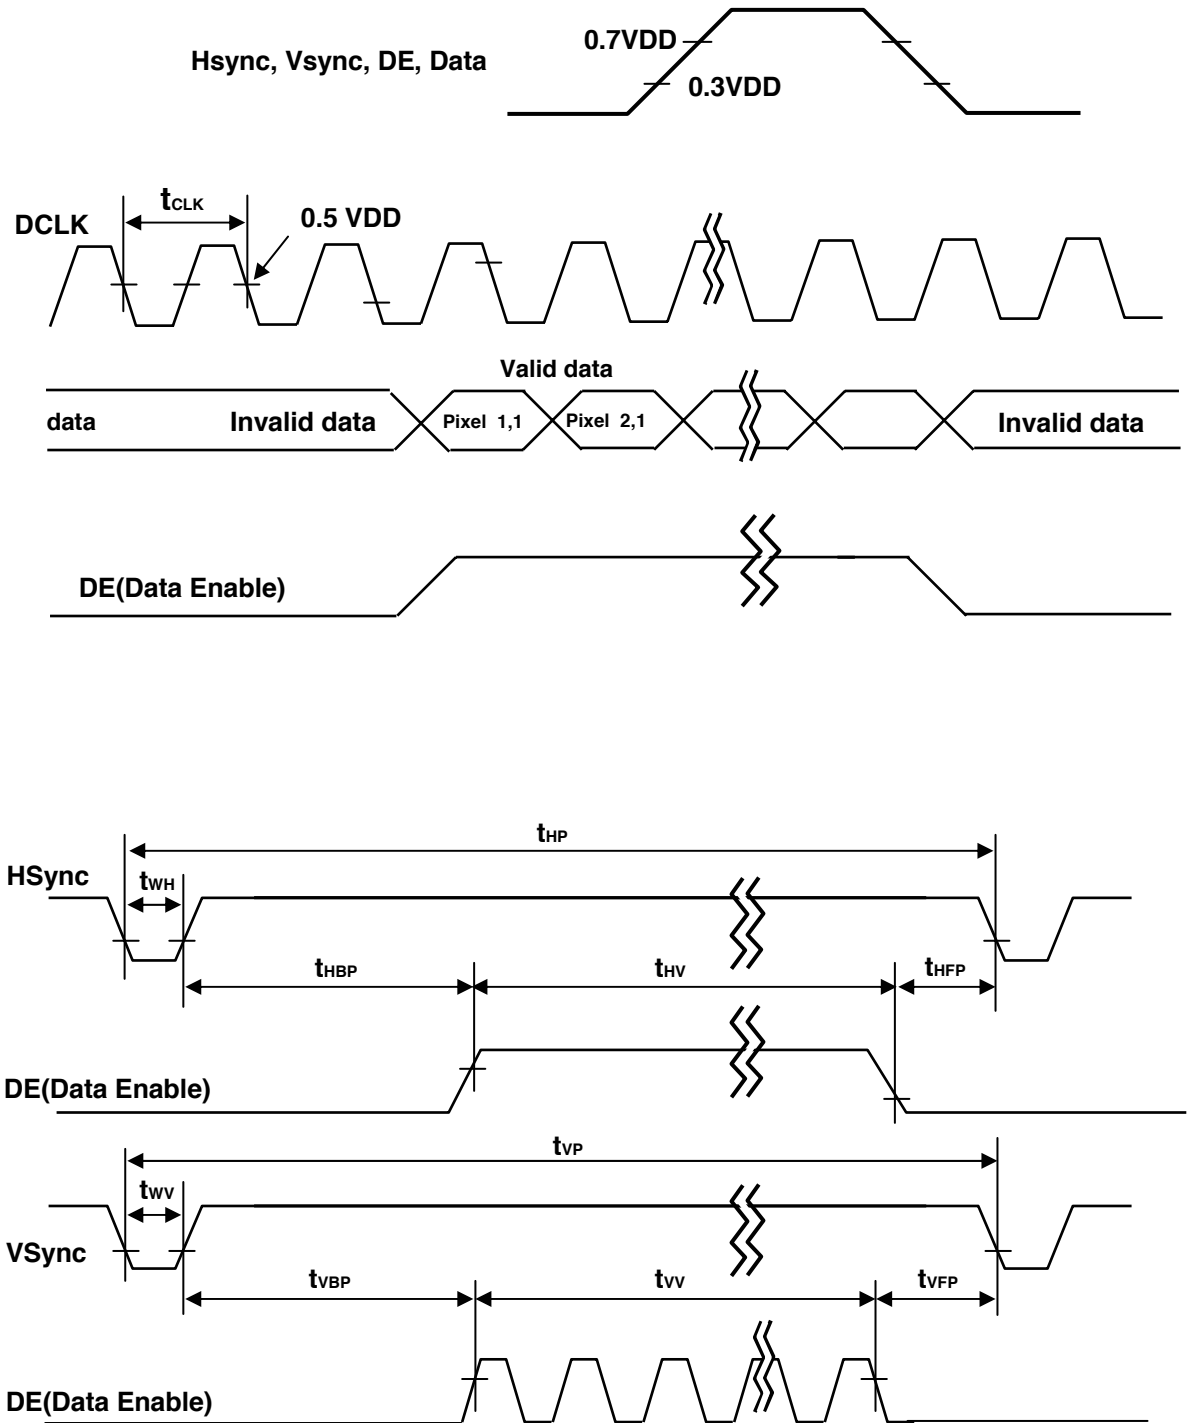 0.7VDD
Hsync, Vsync, DE, Data
0.3VDD
tCLK
DCLK
0.5 VDD
Valid data
data
Invalid data
Pixel 1,1
Pixel 2,1
Invalid data
DE(Data Enable)
tHP
HSync
tWH
tHBP
tHV
tHFP
DE(Data Enable)
tVP
tWV
VSync
tVBP
tVV
tVFP
DE(Data Enable)